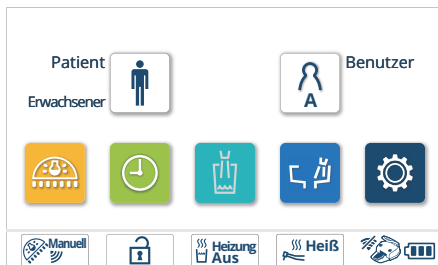 Patient
Benutzer
Erwachsener
A
Manuell
Heizung
Aus
Heiß